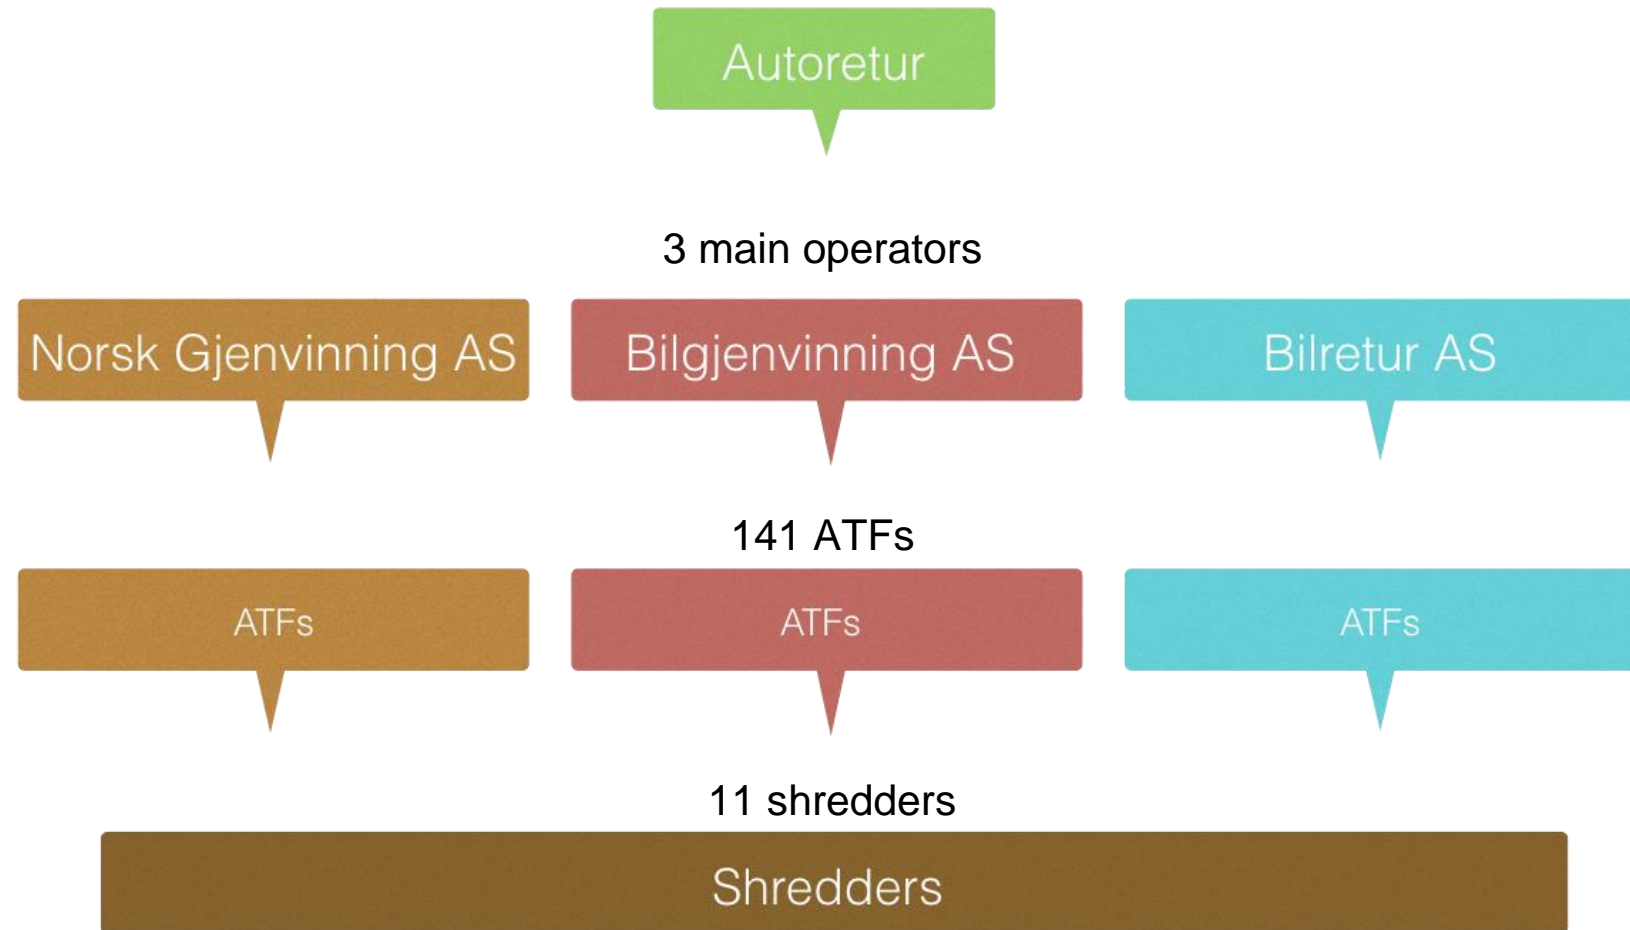 Autoretur
3 main operators
Norsk Gjenvinning AS
Bilgjenvinning AS
Bilretur AS
141 ATFs
ATFs
ATFs
ATFs
11 shredders
Shredders